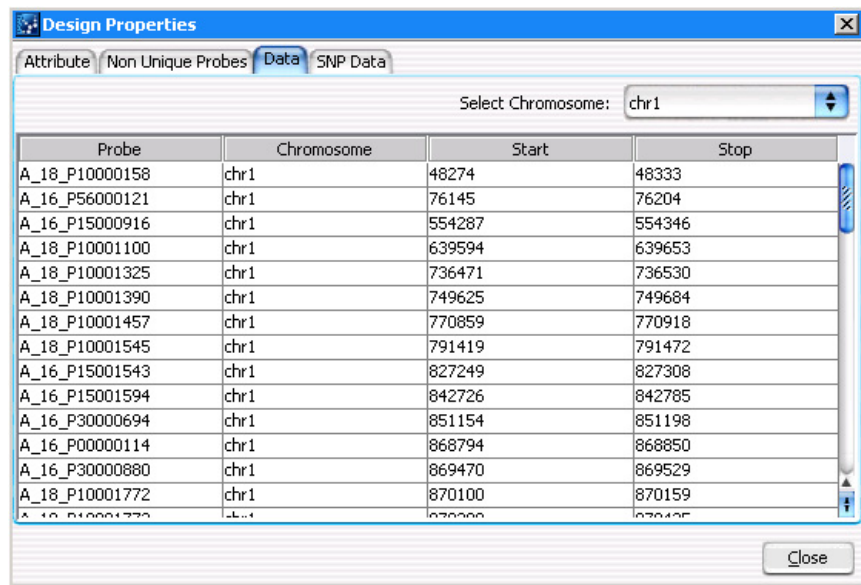 Design Properties
Attribute Non Unique Probes Data SNP Data
Select Chromosome: chr1
Probe Chromosome Start Stop
A_18_P10000158 chr1 48274 48333
A_16_P56000121 chr1 76145 76204
A_16_P15000916 chr1 554287 554346
A_18_P10001100 chr1 639594 639653
A_18_P10001325 chr1 736471 736530
A_18_P10001390 chr1 749625 749684
A_18_P10001457 chr1 770859 770918
A_18_P10001545 chr1 791419 791472
A_16_P15001543 chr1 827249 827308
A_16_P15001594 chr1 842726 842785
A_16_P30000694 chr1 851154 851198
A_16_P00000114 chr1 868794 868850
A_16_P30000880 chr1 869470 869529
A_18_P10001772 chr1 870100 870159
Close